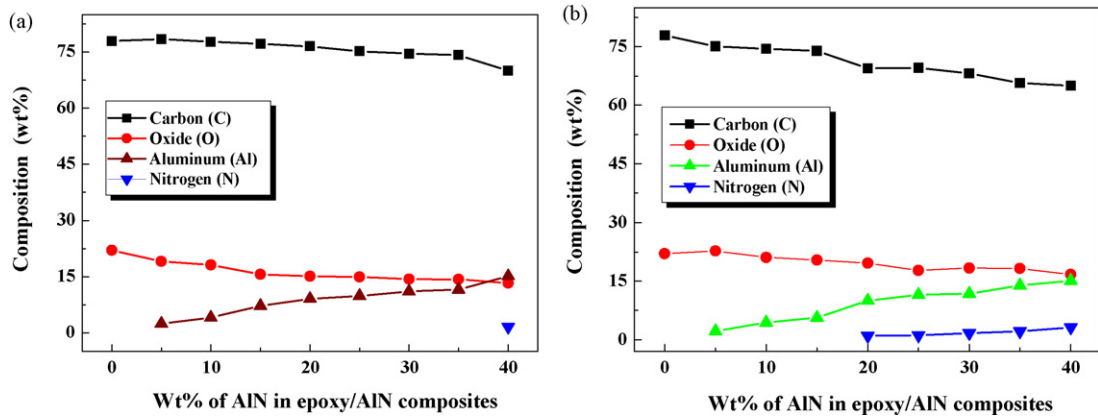 (a)
75
60
45
30
15
0
Composition (wt%)
Carbon (C)
Oxide (O)
Aluminum (Al)
Nitrogen (N)
0 10 20 30 40
Wt% of AlN in epoxy/AlN composites
(b)
75
60
45
30
15
0
Composition (wt%)
Carbon (C)
Oxide (O)
Aluminum (Al)
Nitrogen (N)
0 10 20 30 40
Wt% of AlN in epoxy/AlN composites